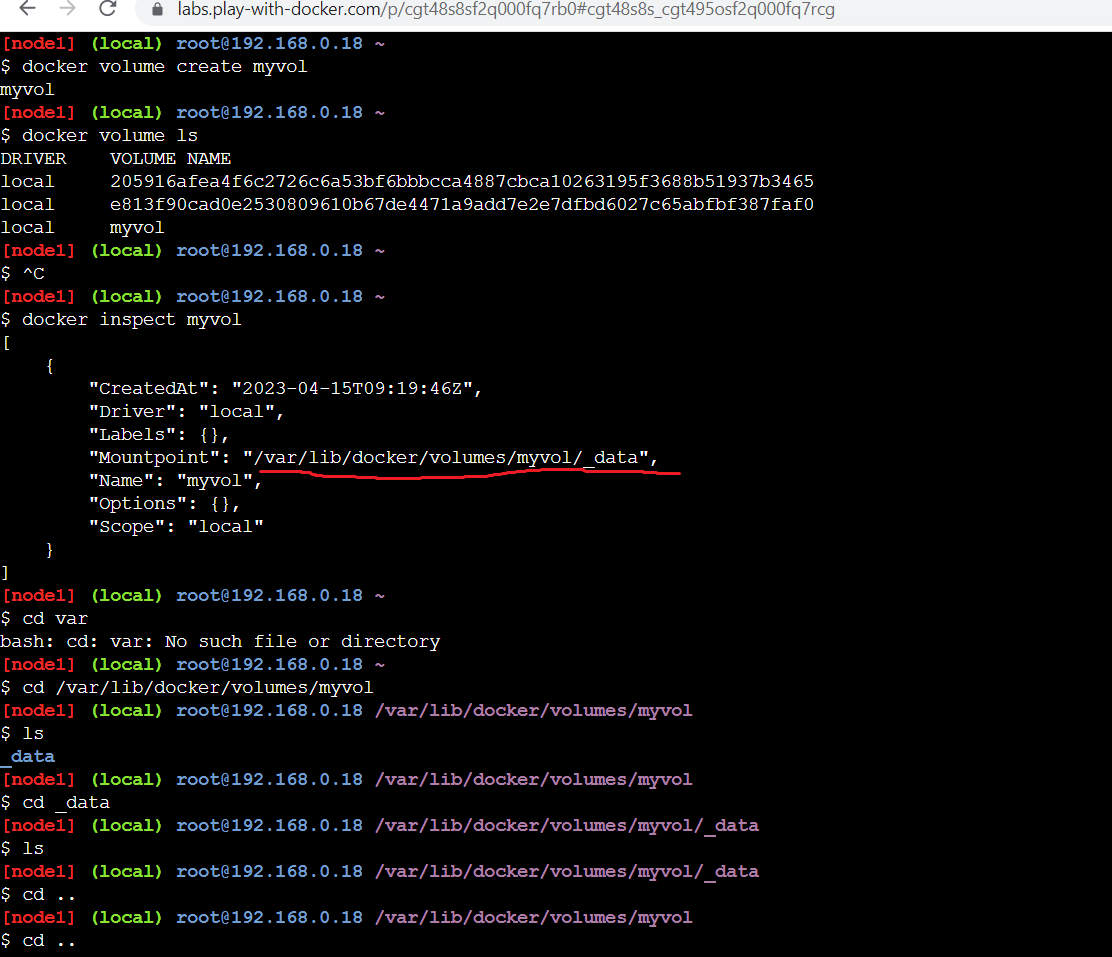 labs.play-with-docker.com/p/cgt48s8sf2q000fq7rb0#cgt48s8s_cgt495osf2q000fq7rcg
[node1] (local) root@192.168.0.18 ~
$ docker volume create myvol
myvol
[node1] (local) root@192.168.0.18 ~
$ docker volume ls
DRIVER    VOLUME NAME
local     205916afea4f6c2726c6a53bf6bbbcca4887cbca10263195f3688b51937b3465
local     e813f90cad0e2530809610b67de4471a9add7e2e7dfbd6027c65abfbf387faf0
local     myvol
[node1] (local) root@192.168.0.18 ~
$ ^C
[node1] (local) root@192.168.0.18 ~
$ docker inspect myvol
[
    {
        "CreatedAt": "2023-04-15T09:19:46Z",
        "Driver": "local",
        "Labels": {},
        "Mountpoint": "/var/lib/docker/volumes/myvol/_data",
        "Name": "myvol",
        "Options": {},
        "Scope": "local"
    }
]
[node1] (local) root@192.168.0.18 ~
$ cd var
bash: cd: var: No such file or directory
[node1] (local) root@192.168.0.18 ~
$ cd /var/lib/docker/volumes/myvol
[node1] (local) root@192.168.0.18 /var/lib/docker/volumes/myvol
$ ls
_data
[node1] (local) root@192.168.0.18 /var/lib/docker/volumes/myvol
$ cd _data
[node1] (local) root@192.168.0.18 /var/lib/docker/volumes/myvol/_data
$ ls
[node1] (local) root@192.168.0.18 /var/lib/docker/volumes/myvol/_data
$ cd ..
[node1] (local) root@192.168.0.18 /var/lib/docker/volumes/myvol
$ cd ..